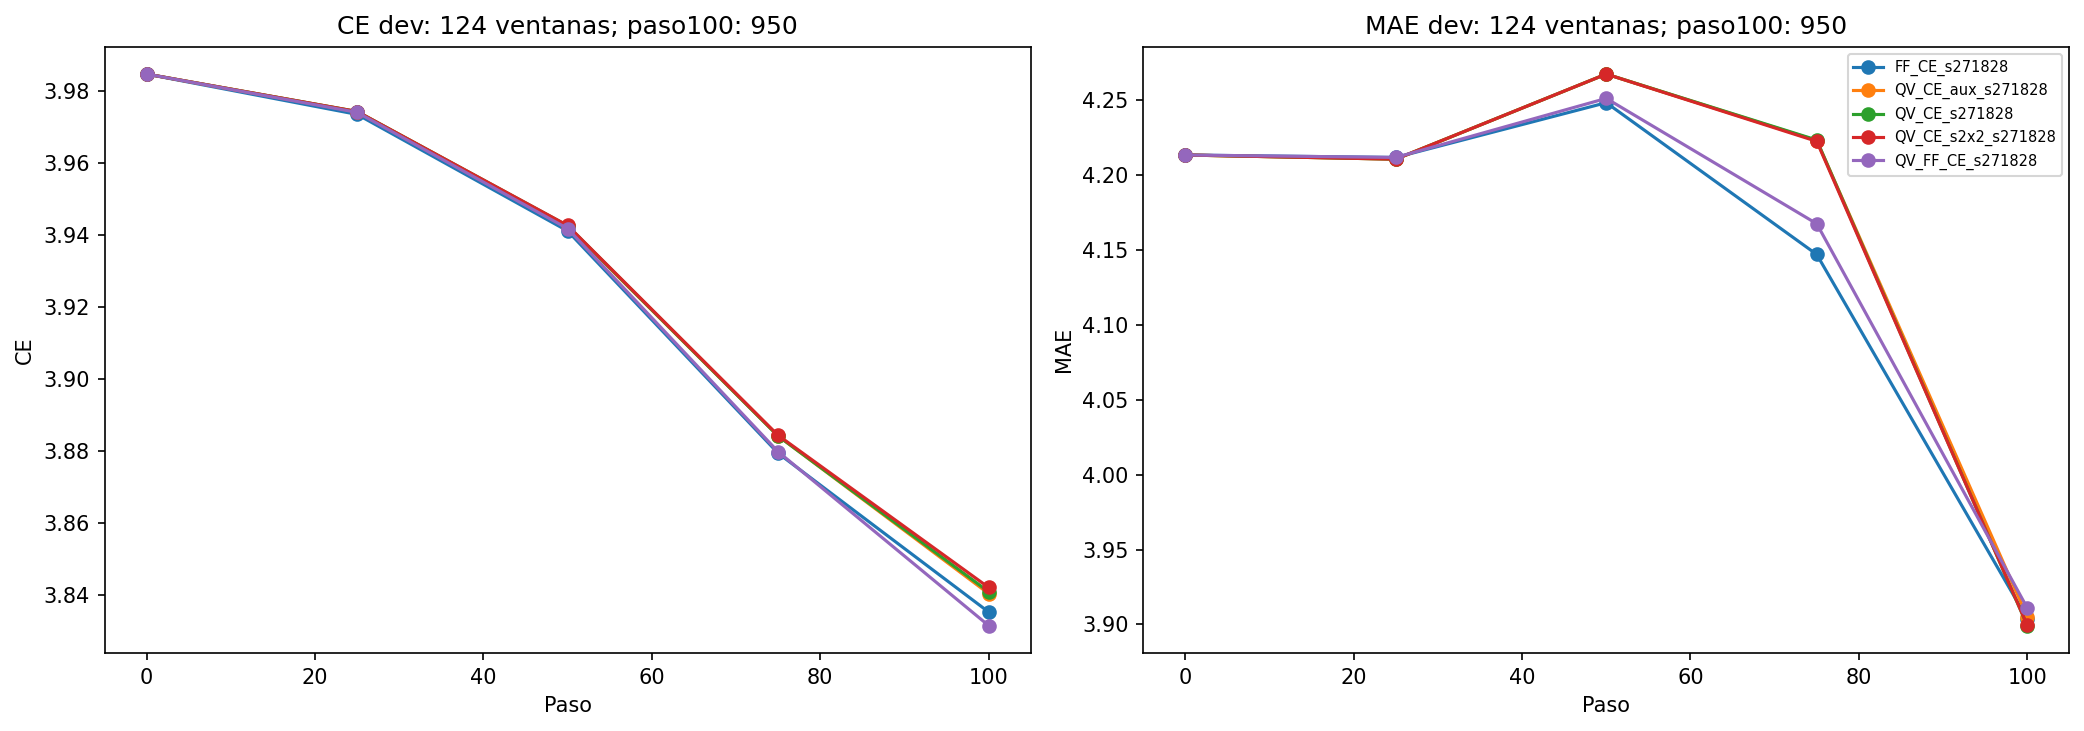 CE dev: 124 ventanas; paso100: 950
CE
3.98
3.96
3.94
3.92
3.90
3.88
3.86
3.84
0
20
40
60
80
100
Paso
MAE dev: 124 ventanas; paso100: 950
MAE
4.25
4.20
4.15
4.10
4.05
4.00
3.95
3.90
0
20
40
60
80
100
Paso
FF_CE_s271828
QV_CE_aux_s271828
QV_CE_s271828
QV_CE_s2x2_s271828
QV_FF_CE_s271828